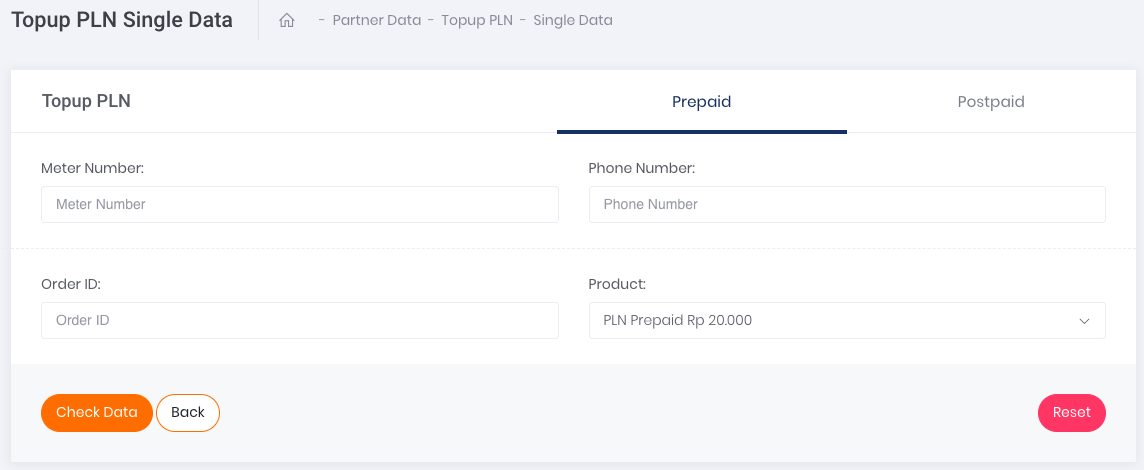 Topup PLN Single Data - Partner Data - Topup PLN - Single Data
Topup PLN Prepaid Postpaid
Meter Number: Phone Number:
Meter Number Phone Number
Order ID: Product:
Order ID PLN Prepaid Rp 20.000
Check Data Back Reset